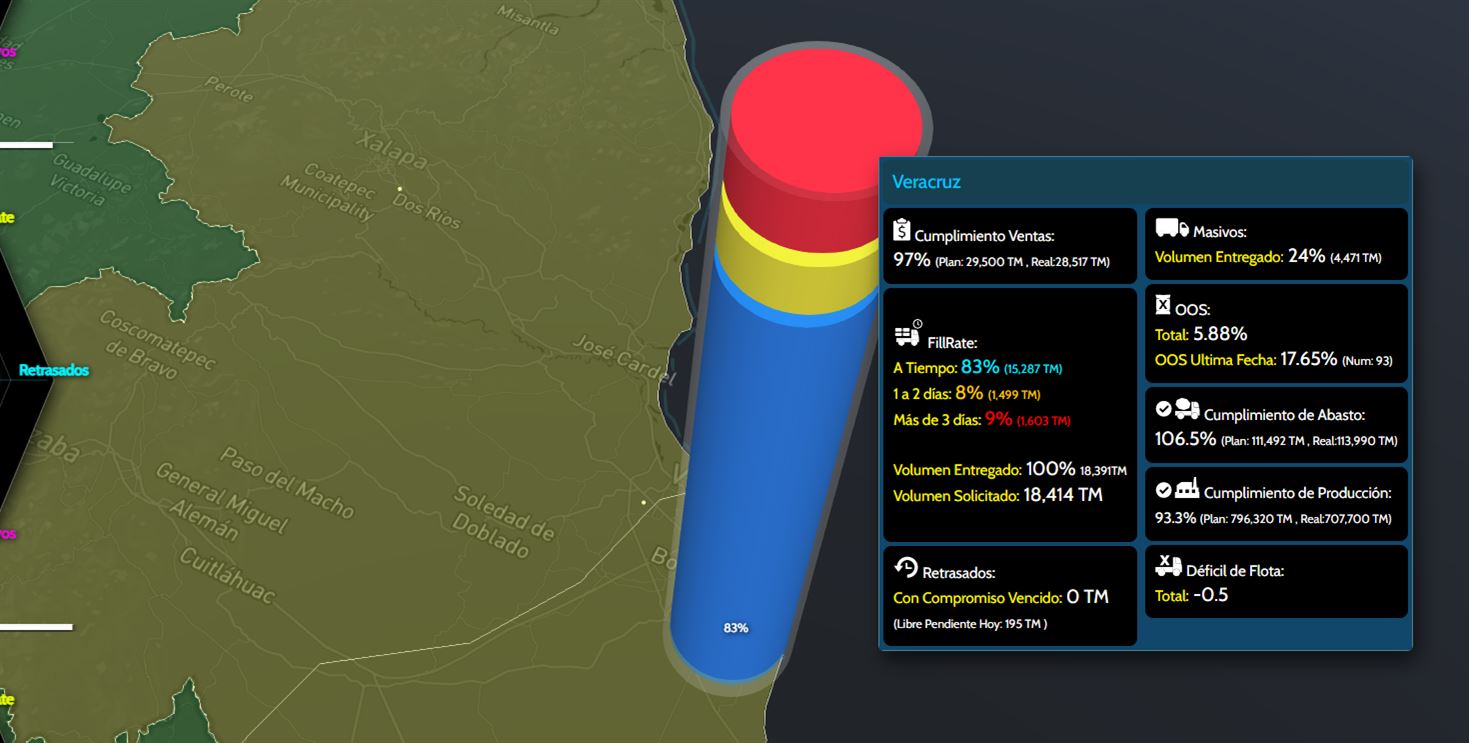 Misantla
Perote
Xalapa
Guadalupe
Victoria
Coatepec
Municipality
Dos Ríos
Coscomatepec
de Bravo
José Cardel
Retrasados
Paso del Macho
General Miguel
Alemán
Soledad de
Doblado
Cuitláhuac
83%
Veracruz
Cumplimiento Ventas:
97% (Plan: 29,500 TM , Real:28,517 TM)
FillRate:
A Tiempo: 83% (15,287 TM)
1 a 2 días: 8% (1,499 TM)
Más de 3 días: 9% (1,603 TM)
Volumen Entregado: 100% 18,391TM
Volumen Solicitado: 18,414 TM
Retrasados:
Con Compromiso Vencido: 0 TM
(Libre Pendiente Hoy: 195 TM )
Masivos:
Volumen Entregado: 24% (4,471 TM)
OOS:
Total: 5.88%
OOS Ultima Fecha: 17.65% (Num: 93)
Cumplimiento de Abasto:
106.5% (Plan: 111,492 TM , Real:113,990 TM)
Cumplimiento de Producción:
93.3% (Plan: 796,320 TM , Real:707,700 TM)
Déficil de Flota:
Total: -0.5